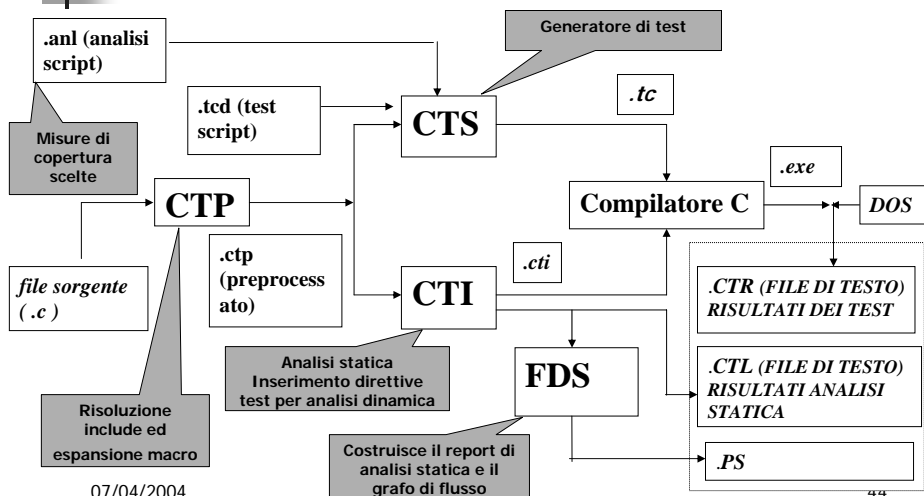 .anl (analisi
script)
Generatore di test
.tcd (test
script)
CTS
.tc
Misure di
copertura
scelte
.exe
CTP
Compilatore C
DOS
.ctp
(preprocess
ato)
.cti
file sorgente
( .c )
CTI
.CTR (FILE DI TESTO)
RISULTATI DEI TEST
Analisi statica
Inserimento direttive
test per analisi dinamica
FDS
.CTL (FILE DI TESTO)
RISULTATI ANALISI
STATICA
Risoluzione
include ed
espansione macro
Costruisce il report di
analisi statica e il
grafo di flusso
.PS
07/04/2004
44